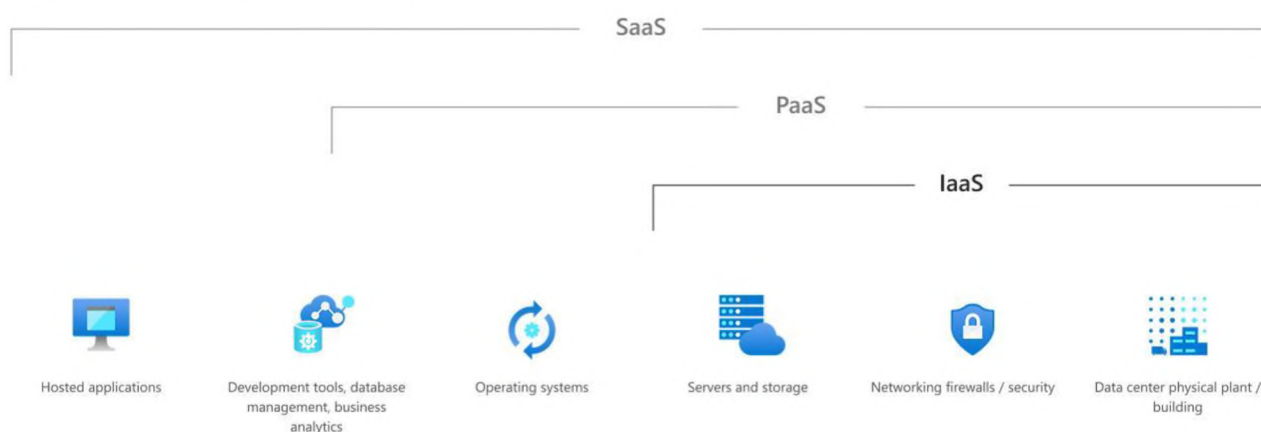 SaaS
PaaS
IaaS
Hosted applications
Development tools, database
management, business
analytics
Operating systems
Servers and storage
Networking firewalls / security
Data center physical plant /
building